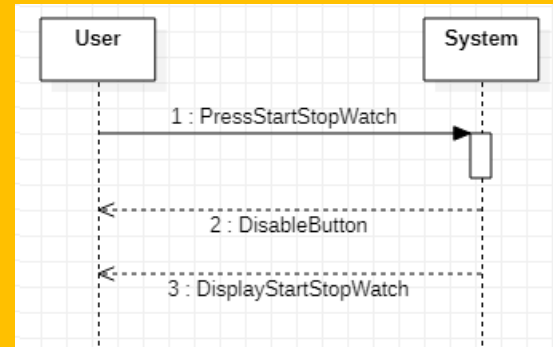 User
System
1 : PressStartStopWatch
2 : DisableButton
3 : DisplayStartStopWatch